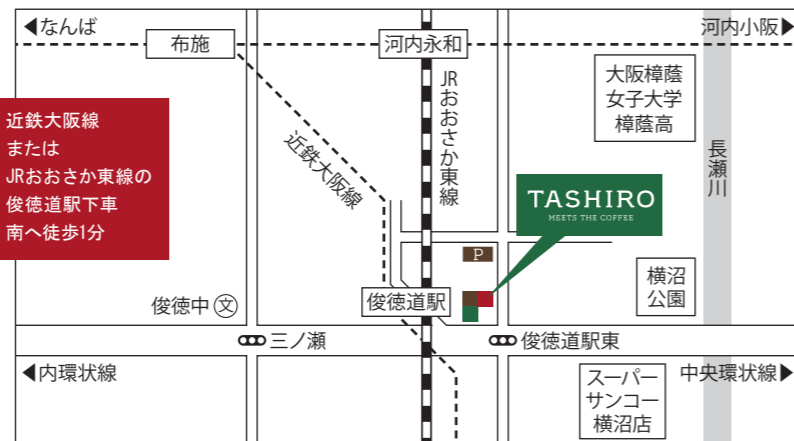 ◀なんば
河内小阪▶
布施
河内永和
大阪樟蔭
女子大学
樟蔭高
JRおおさか東線
近鉄大阪線
または
JRおおさか東線の
俊徳道駅下車
南へ徒歩1分
近鉄大阪線
長瀬川
TASHIRO
MEETS THE COFFEE
P
横沼
公園
俊徳中 文
俊徳道駅
三ノ瀬
俊徳道駅東
◀内環状線
スーパー
サンコー
横沼店
中央環状線▶